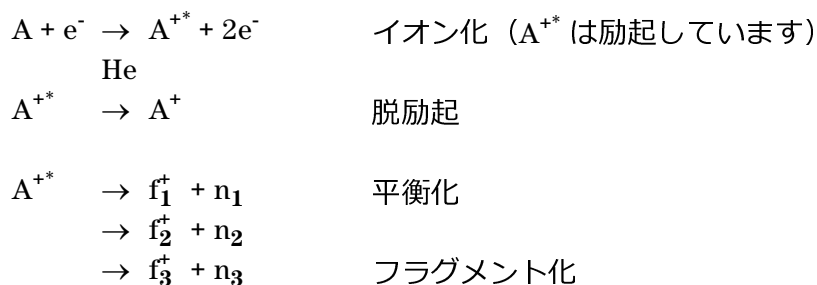 A + e⁻ → A⁺* + 2e⁻ イオン化（A⁺* は励起しています）
He
A⁺* → A⁺ 脱励起
A⁺* → f₁⁺ + n₁ 平衡化
→ f₂⁺ + n₂
→ f₃⁺ + n₃ フラグメント化